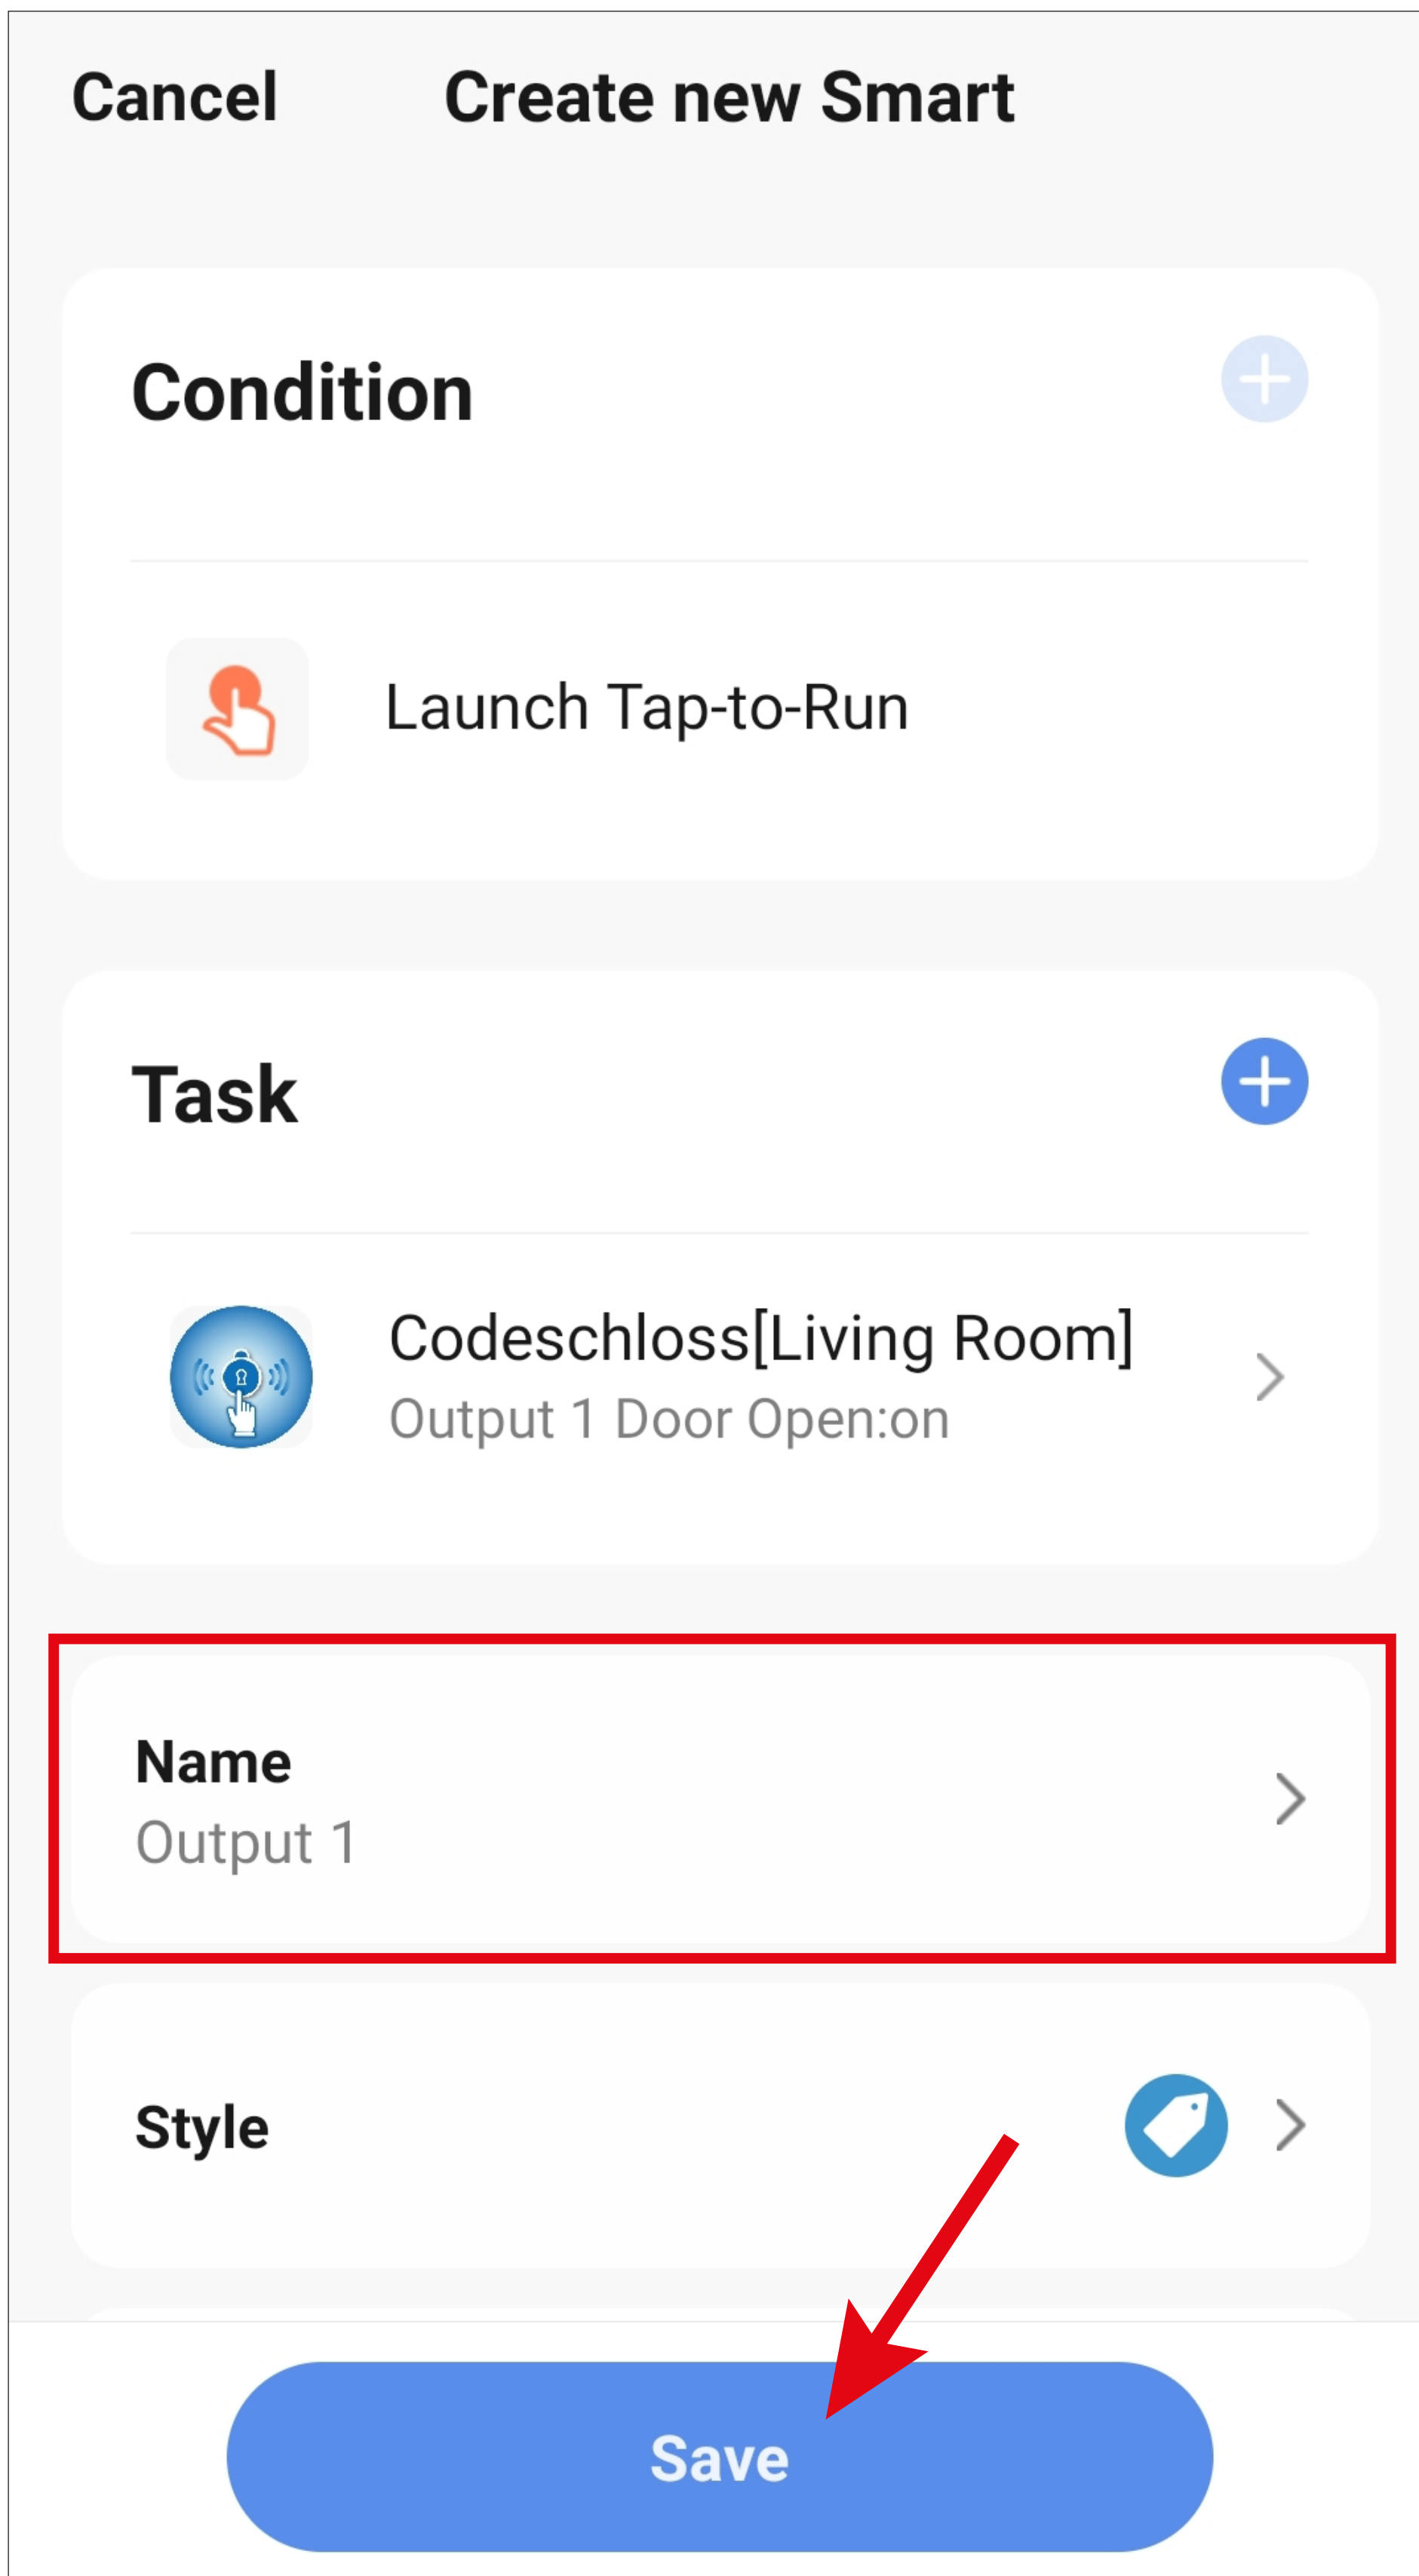 Cancel Create new Smart
Condition
Launch Tap-to-Run
Task
Codeschloss[Living Room]
Output 1 Door Open:on
Name
Output 1
Style
Save